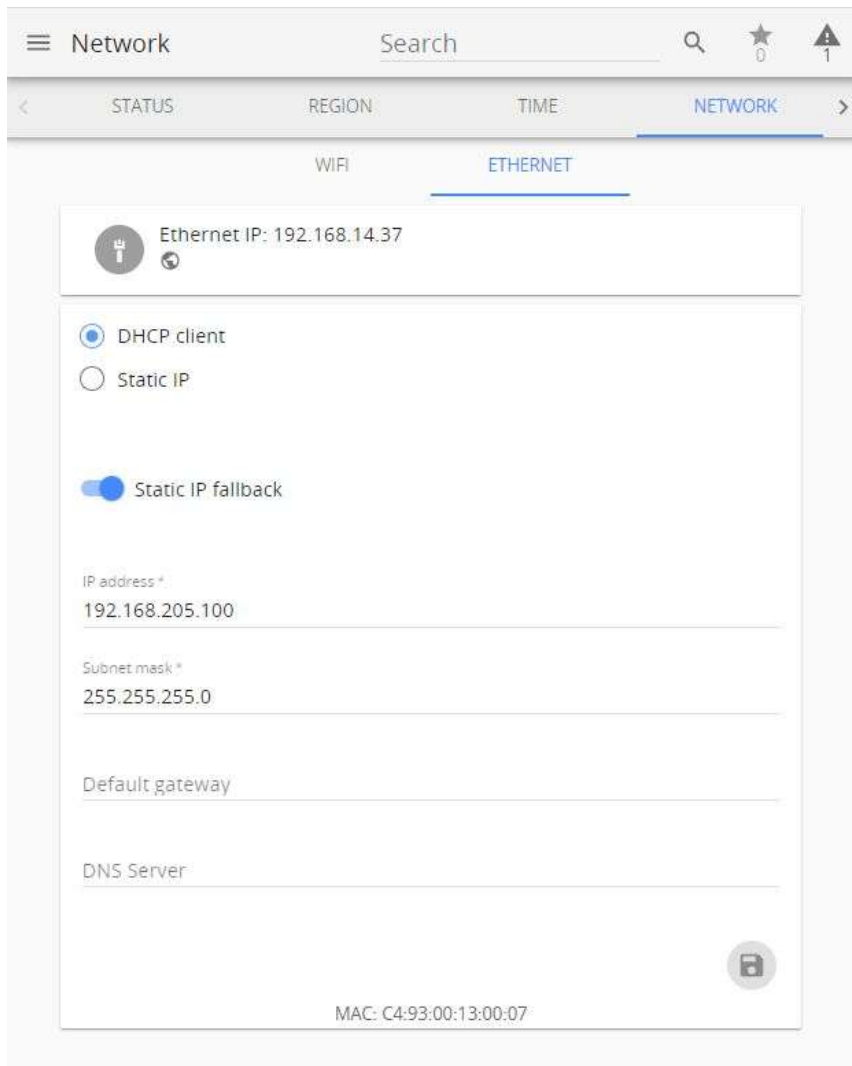 Network Search 0 1
STATUS REGION TIME NETWORK
WIFI ETHERNET
Ethernet IP: 192.168.14.37
DHCP client
Static IP
Static IP fallback
IP address *
192.168.205.100
Subnet mask *
255.255.255.0
Default gateway
DNS Server
MAC: C4:93:00:13:00:07